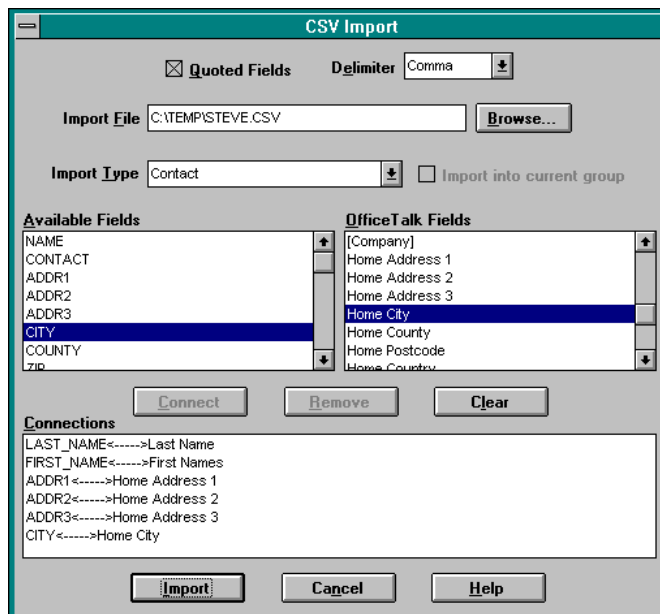 CSV Import
Quoted Fields Delimiter Comma
Import File C:\TEMP\STEVE.CSV Browse...
Import Type Contact Import into current group
Available Fields OfficeTalk Fields
NAME [Company]
CONTACT Home Address 1
ADDR1 Home Address 2
ADDR2 Home Address 3
ADDR3 Home City
CITY Home County
COUNTY Home Postcode
ZIP Home Country
Connect Remove Clear
Connections
LAST_NAME<----->Last Name
FIRST_NAME<----->First Names
ADDR1<----->Home Address 1
ADDR2<----->Home Address 2
ADDR3<----->Home Address 3
CITY<----->Home City
Import Cancel Help